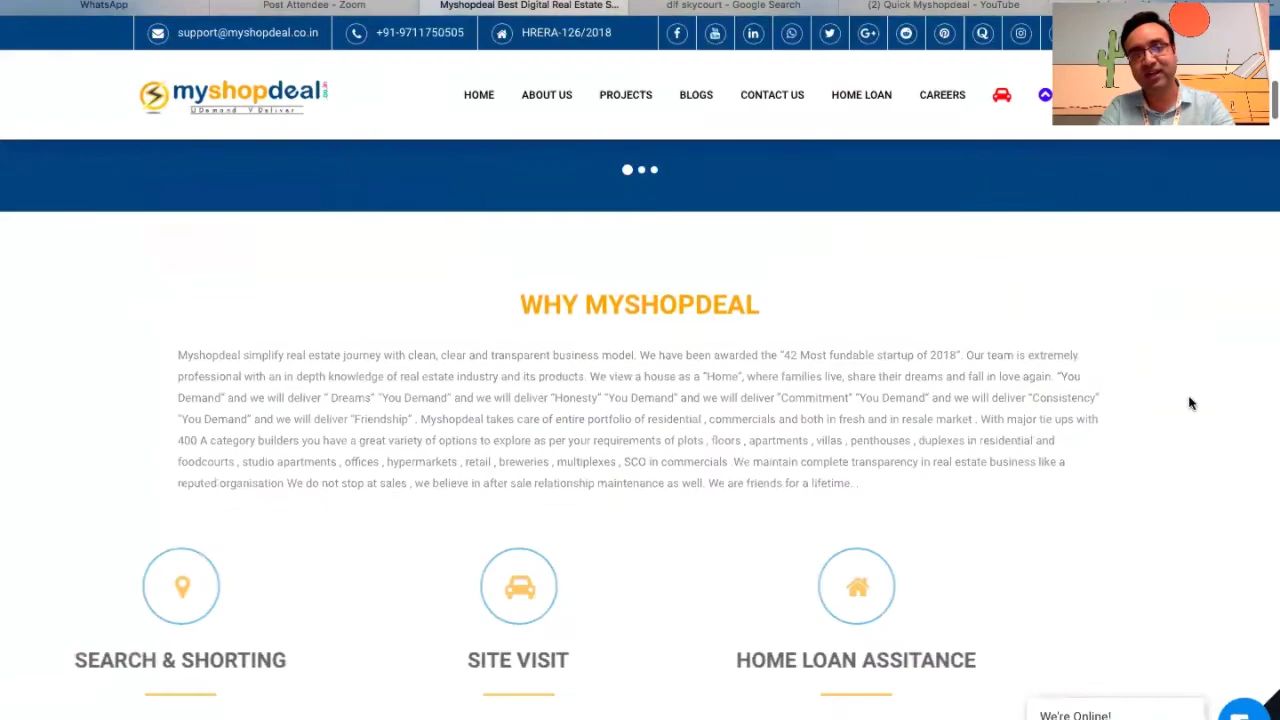 WhatsApp
Post Attendee - Zoom
Myshopdeal Best Digital Real Estate S...
dlf skycourt - Google Search
(2) Quick Myshopdeal - YouTube
support@myshopdeal.co.in
+91-9711750505
HRERA-126/2018
myshopdeal
U Demand V Deliver
HOME
ABOUT US
PROJECTS
BLOGS
CONTACT US
HOME LOAN
CAREERS
WHY MYSHOPDEAL
Myshopdeal simplify real estate journey with clean, clear and transparent business model. We have been awarded the "42 Most fundable startup of 2018". Our team is extremely
professional with an in depth knowledge of real estate industry and its products. We view a house as a "Home", where families live, share their dreams and fall in love again. "You
Demand" and we will deliver " Dreams" "You Demand" and we will deliver "Honesty" "You Demand" and we will deliver "Commitment" "You Demand" and we will deliver "Consistency"
"You Demand" and we will deliver "Friendship" . Myshopdeal takes care of entire portfolio of residential , commercials and both in fresh and in resale market . With major tie ups with
400 A category builders you have a great variety of options to explore as per your requirements of plots , floors , apartments , villas , penthouses , duplexes in residential and
foodcourts , studio apartments , offices , hypermarkets , retail , breweries , multiplexes , SCO in commercials .We maintain complete transparency in real estate business like a
reputed organisation We do not stop at sales , we believe in after sale relationship maintenance as well. We are friends for a lifetime. .
SEARCH & SHORTING
SITE VISIT
HOME LOAN ASSITANCE
We're Online!